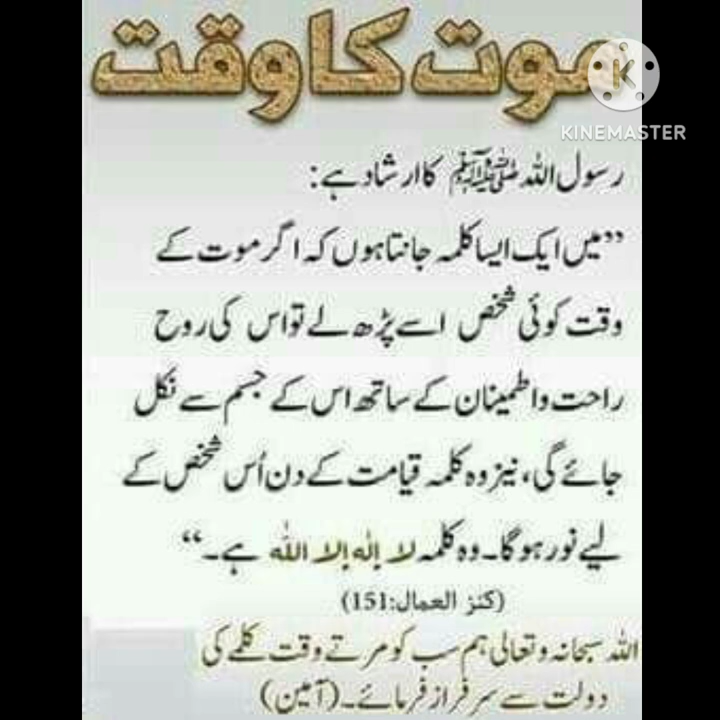 موت کا وقت
KINEMASTER
رسول اللہ ﷺ کا ارشاد ہے:
”میں ایک ایسا کلمہ جانتا ہوں کہ اگر موت کے
وقت کوئی شخص اسے پڑھ لے تو اس کی روح
راحت و اطمینان کے ساتھ اس کے جسم سے نکل
جائے گی، نیز وہ کلمہ قیامت کے دن اُس شخص کے
لیے نور ہوگا۔ وہ کلمہ لا إله إلا الله ہے۔“
(کنز العمال:151)
اللہ سبحانہ و تعالی ہم سب کو مرتے وقت کلمے کی
دولت سے سرفراز فرمائے۔ (آمین)